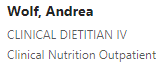 Wolf, Andrea
CLINICAL DIETITIAN IV
Clinical Nutrition Outpatient